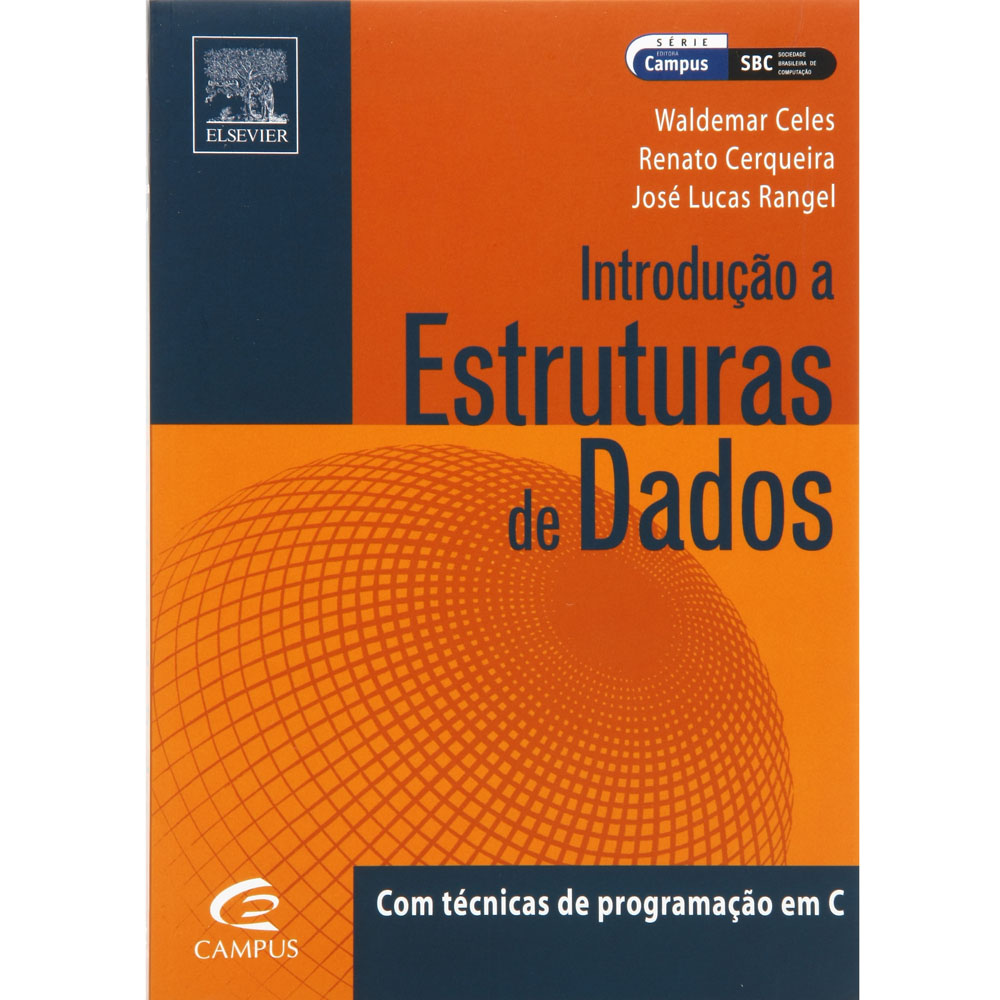 ELSEVIER
SÉRIE
EDITORA
Campus
SBC
SOCIEDADE
BRASILEIRA DE
COMPUTAÇÃO
Waldemar Celes
Renato Cerqueira
José Lucas Rangel
Introdução a
Estruturas
de Dados
Com técnicas de programação em C
CAMPUS